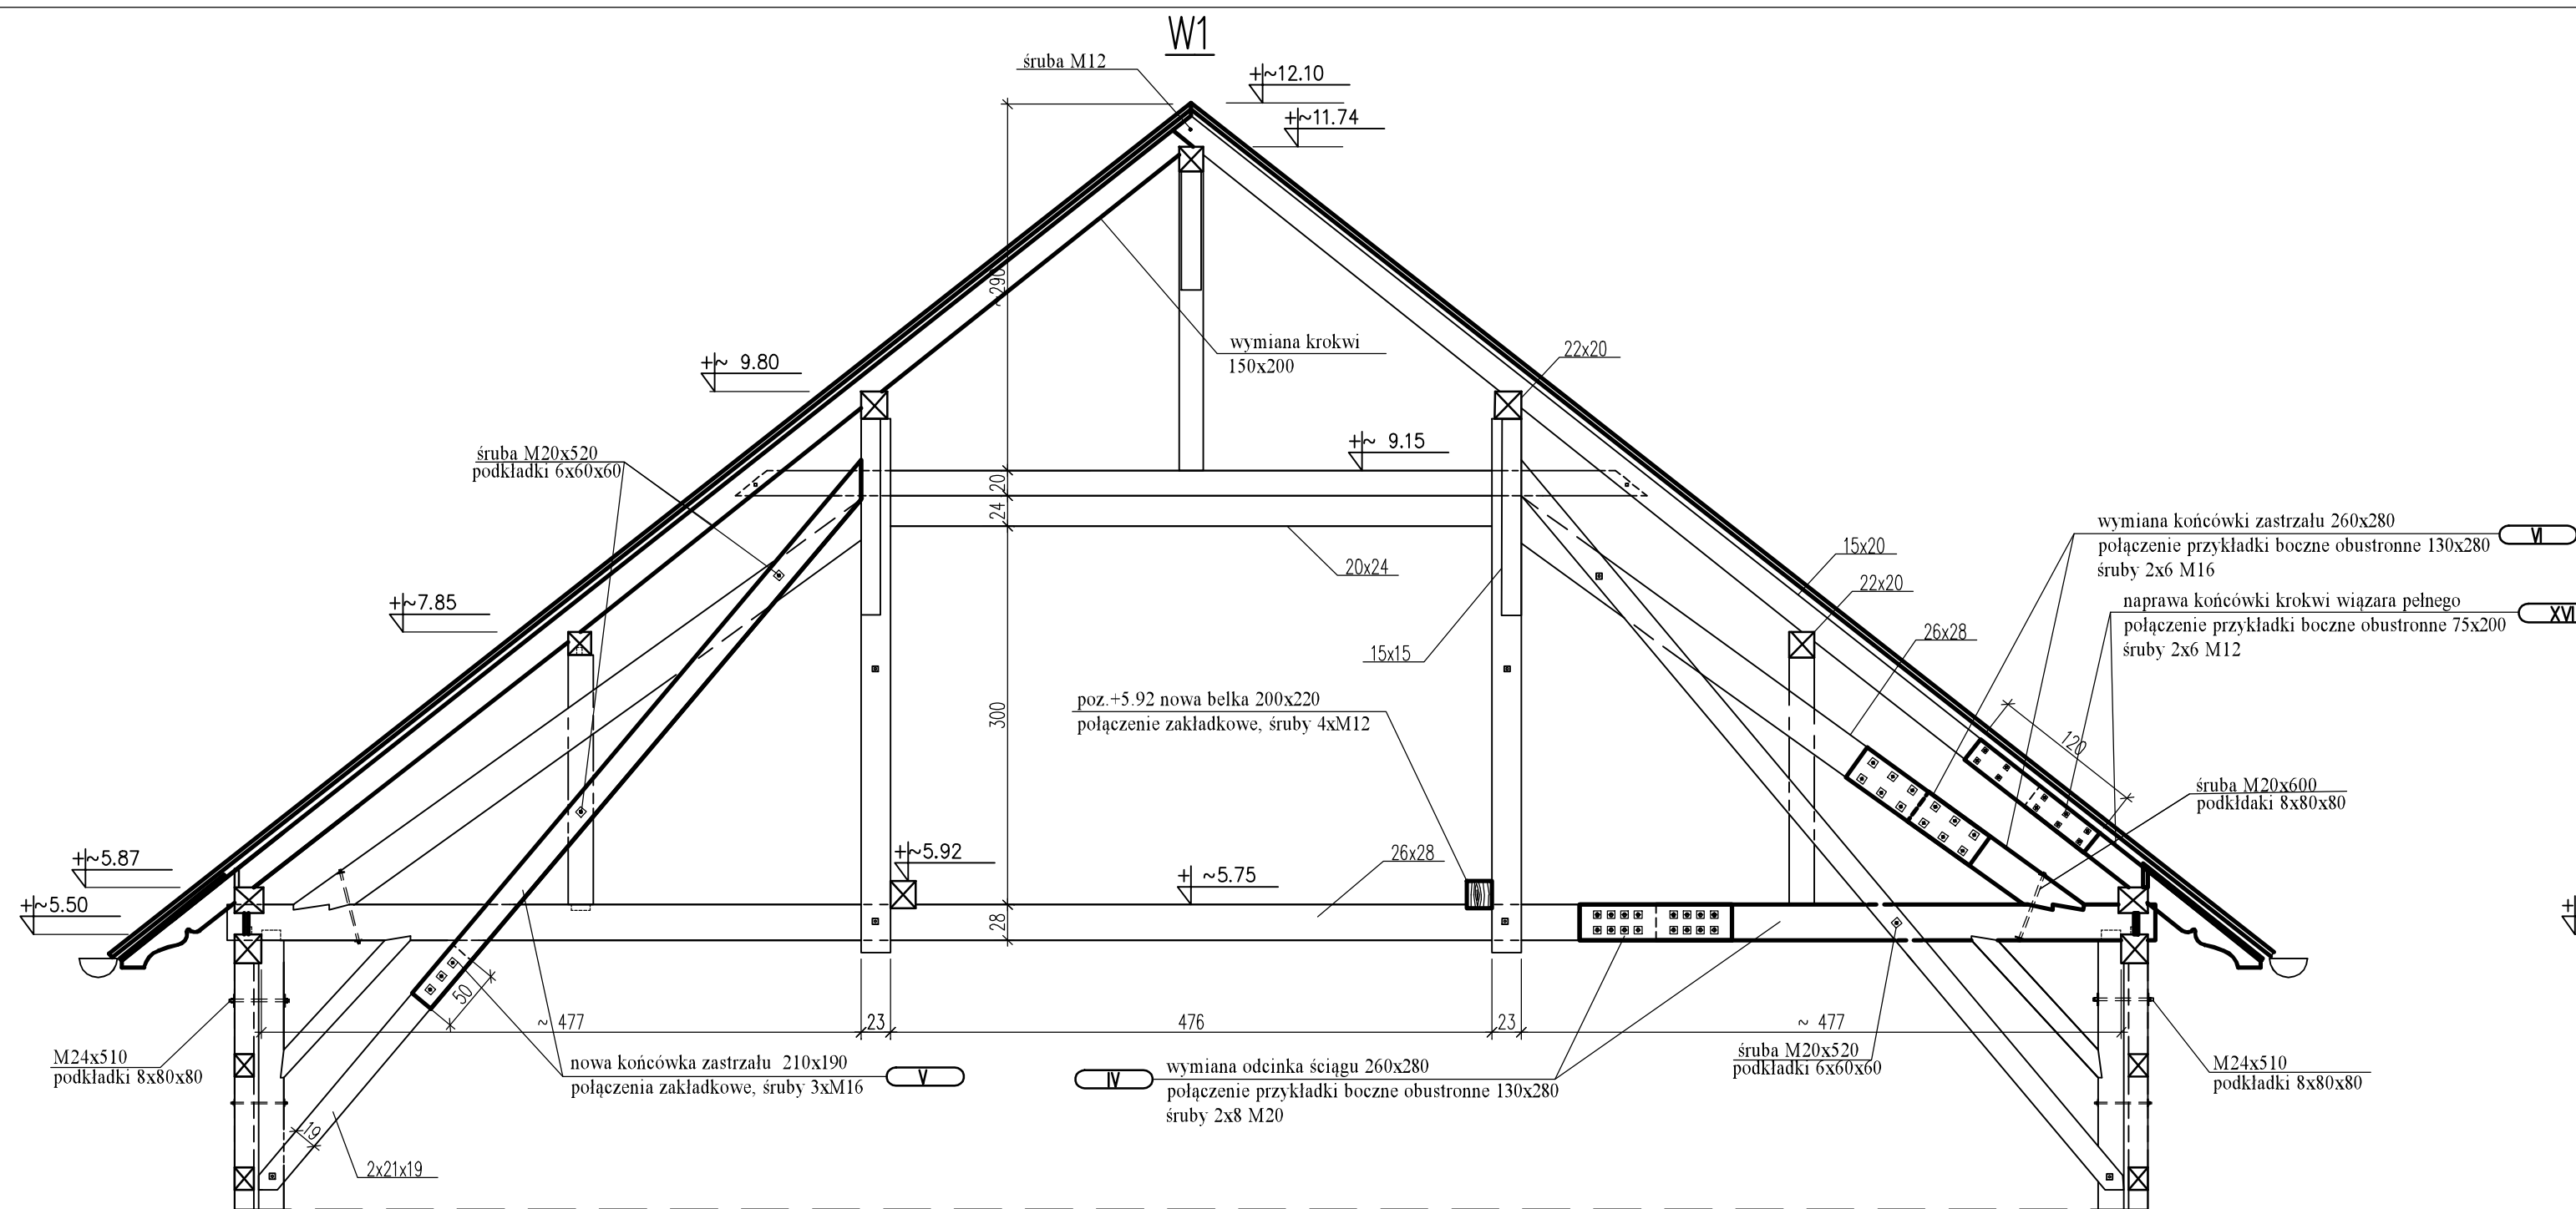 W1
śruba M12
+~12.10
+~11.74
~290
wymiana krokwi
150x200
+~ 9.80
22x20
+~ 9.15
śruba M20x520
podkładki 6x60x60
20
24
20x24
15x20
22x20
wymiana końcówki zastrzału 260x280
połączenie przykładki boczne obustronne 130x280
śruby 2x6 M16
VI
+~7.85
naprawa końcówki krokwi wiązara pełnego
połączenie przykładki boczne obustronne 75x200
śruby 2x6 M12
XVI
26x28
15x15
poz.+5.92 nowa belka 200x220
połączenie zakładkowe, śruby 4xM12
300
120
śruba M20x600
podkłdaki 8x80x80
+~5.87
+~5.92
26x28
+ ~5.75
+~5.50
28
50
~ 477
23
476
23
~ 477
M24x510
podkładki 8x80x80
nowa końcówka zastrzału 210x190
połączenia zakładkowe, śruby 3xM16
V
IV
wymiana odcinka ściągu 260x280
połączenie przykładki boczne obustronne 130x280
śruby 2x8 M20
śruba M20x520
podkładki 6x60x60
M24x510
podkładki 8x80x80
19
2x21x19
+